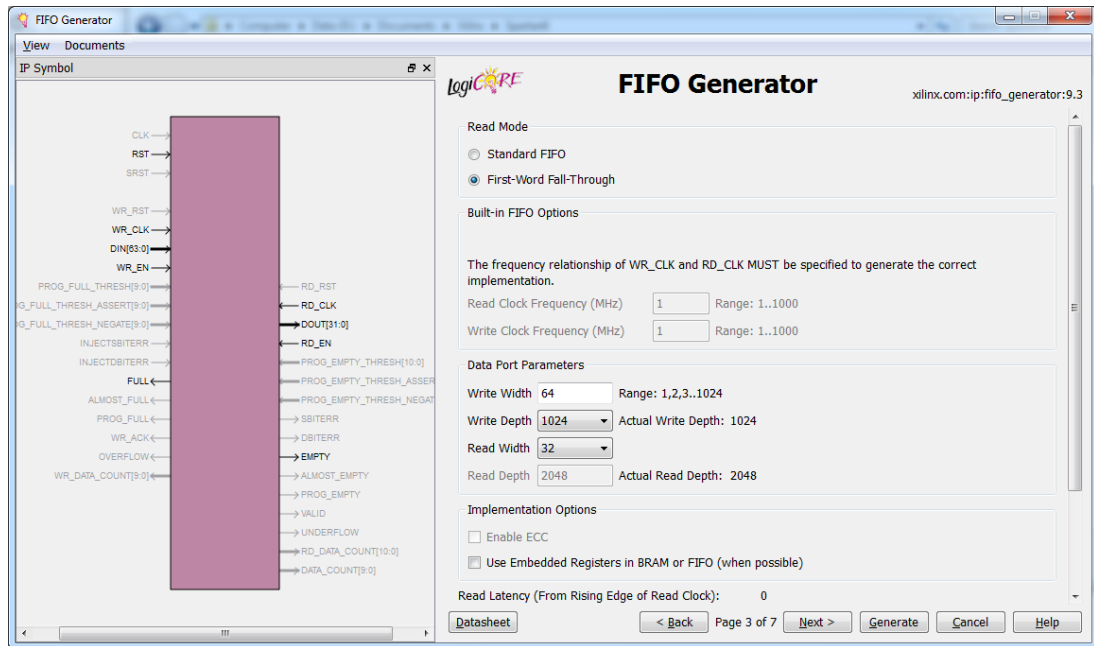 FIFO Generator
View Documents
IP Symbol
CLK
RST
SRST
WR_RST
WR_CLK
DIN[63:0]
WR_EN
PROG_FULL_THRESH[9:0]
G_FULL_THRESH_ASSERT[9:0]
G_FULL_THRESH_NEGATE[9:0]
INJECTSBITERR
INJECTDBITERR
FULL
ALMOST_FULL
PROG_FULL
WR_ACK
OVERFLOW
WR_DATA_COUNT[9:0]
RD_RST
RD_CLK
DOUT[31:0]
RD_EN
PROG_EMPTY_THRESH[10:0]
PROG_EMPTY_THRESH_ASSER
PROG_EMPTY_THRESH_NEGAT
SBITERR
DBITERR
EMPTY
ALMOST_EMPTY
PROG_EMPTY
VALID
UNDERFLOW
RD_DATA_COUNT[10:0]
DATA_COUNT[9:0]
LogiCORE
FIFO Generator
xilinx.com:ip:fifo_generator:9.3
Read Mode
Standard FIFO
First-Word Fall-Through
Built-in FIFO Options
The frequency relationship of WR_CLK and RD_CLK MUST be specified to generate the correct
implementation.
Read Clock Frequency (MHz) 1 Range: 1..1000
Write Clock Frequency (MHz) 1 Range: 1..1000
Data Port Parameters
Write Width 64 Range: 1,2,3..1024
Write Depth 1024 Actual Write Depth: 1024
Read Width 32
Read Depth 2048 Actual Read Depth: 2048
Implementation Options
Enable ECC
Use Embedded Registers in BRAM or FIFO (when possible)
Read Latency (From Rising Edge of Read Clock): 0
Datasheet < Back Page 3 of 7 Next > Generate Cancel Help